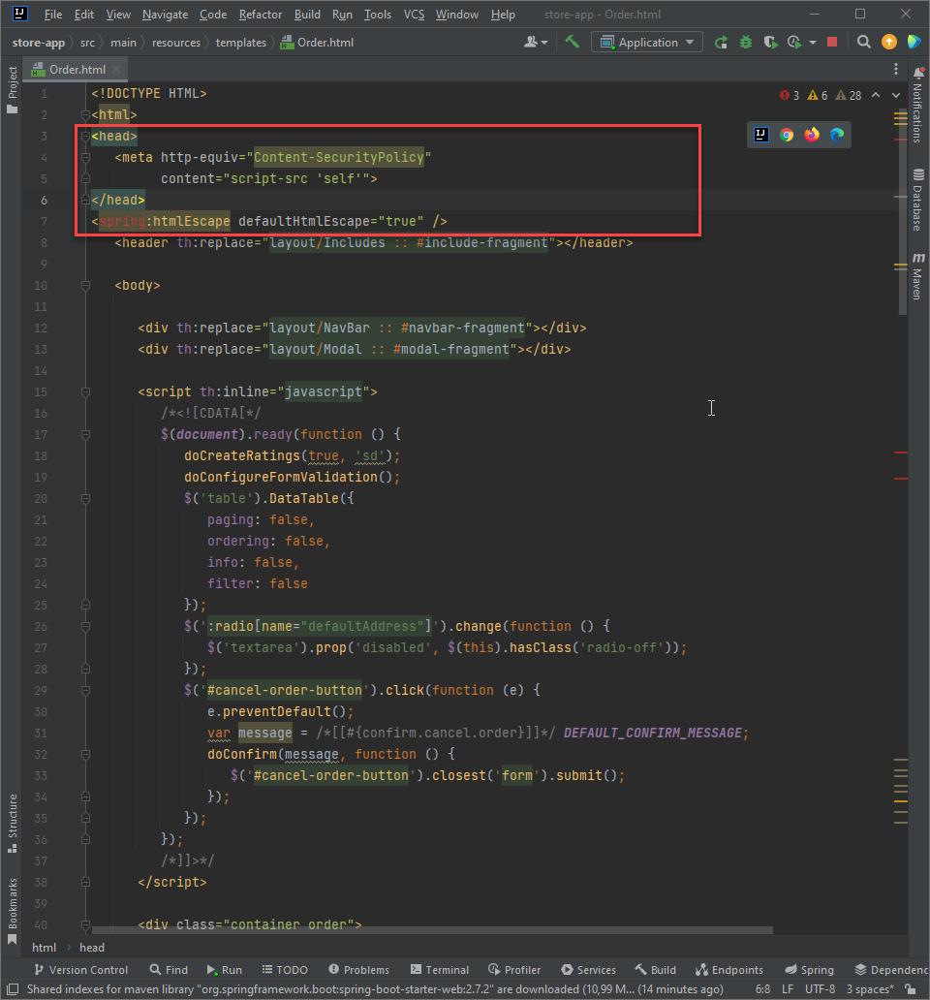 File Edit View Navigate Code Refactor Build Run Tools VCS Window Help store-app - Order.html
store-app src main resources templates Order.html Application
Project
Order.html
Notifications
Database
Maven
3 6 28
1 <!DOCTYPE HTML>
2 <html>
3 <head>
4 <meta http-equiv="Content-SecurityPolicy"
5 content="script-src 'self'">
6 </head>
7 <spring:htmlEscape defaultHtmlEscape="true" />
8 <header th:replace="layout/Includes :: #include-fragment"></header>
9
10 <body>
11
12 <div th:replace="layout/NavBar :: #navbar-fragment"></div>
13 <div th:replace="layout/Modal :: #modal-fragment"></div>
14
15 <script th:inline="javascript">
16 /*<![CDATA[*/
17 $(document).ready(function () {
18 doCreateRatings(true, 'sd');
19 doConfigureFormValidation();
20 $('table').DataTable({
21 paging: false,
22 ordering: false,
23 info: false,
24 filter: false
25 });
26 $(':radio[name="defaultAddress"]').change(function () {
27 $('textarea').prop('disabled', $(this).hasClass('radio-off'));
28 });
29 $('#cancel-order-button').click(function (e) {
30 e.preventDefault();
31 var message = /*[[#{confirm.cancel.order}]]*/ DEFAULT_CONFIRM_MESSAGE;
32 doConfirm(message, function () {
33 $('#cancel-order-button').closest('form').submit();
34 });
35 });
36 });
37 /*]]>*/
38 </script>
39
40 <div class="container order">
Structure
Bookmarks
html head
Version Control Find Run TODO Problems Terminal Profiler Services Build Endpoints Spring Dependenc
Shared indexes for maven library "org.springframework.boot:spring-boot-starter-web:2.7.2" are downloaded (10,99 M... (14 minutes ago) 6:8 LF UTF-8 3 spaces*